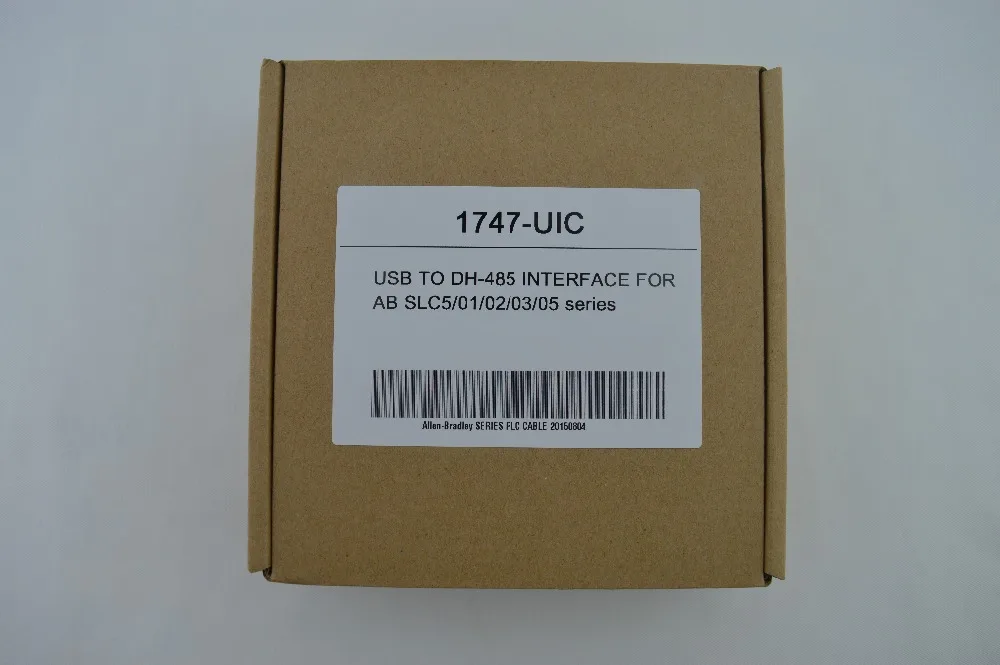 1747-UIC
USB TO DH-485 INTERFACE FOR
AB SLC5/01/02/03/05 series
Allen-Bradley SERIES FLC CABLE 20150804